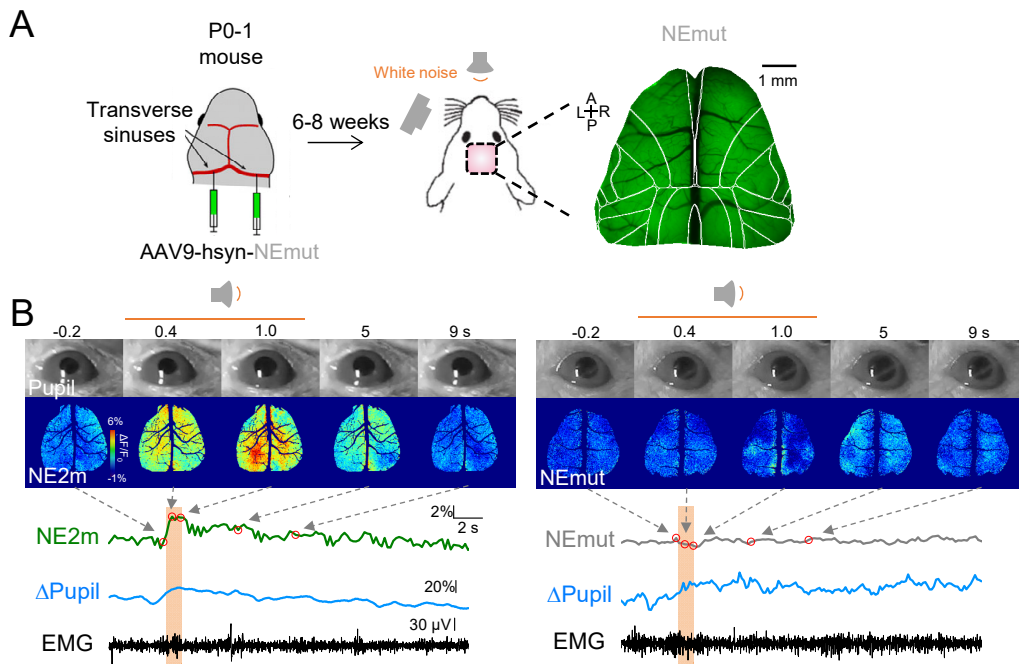 A
P0-1
mouse
Transverse
sinuses
6-8 weeks
AAV9-hsyn-NEmut
White noise
A
L R
P
NEmut
1 mm
B
-0.2 0.4 1.0 5 9 s
Pupil
6%
ΔF/F0
-1%
NE2m
NE2m
2%
2 s
ΔPupil
20%
30 µV
EMG
-0.2 0.4 1.0 5 9 s
NEmut
NEmut
ΔPupil
EMG